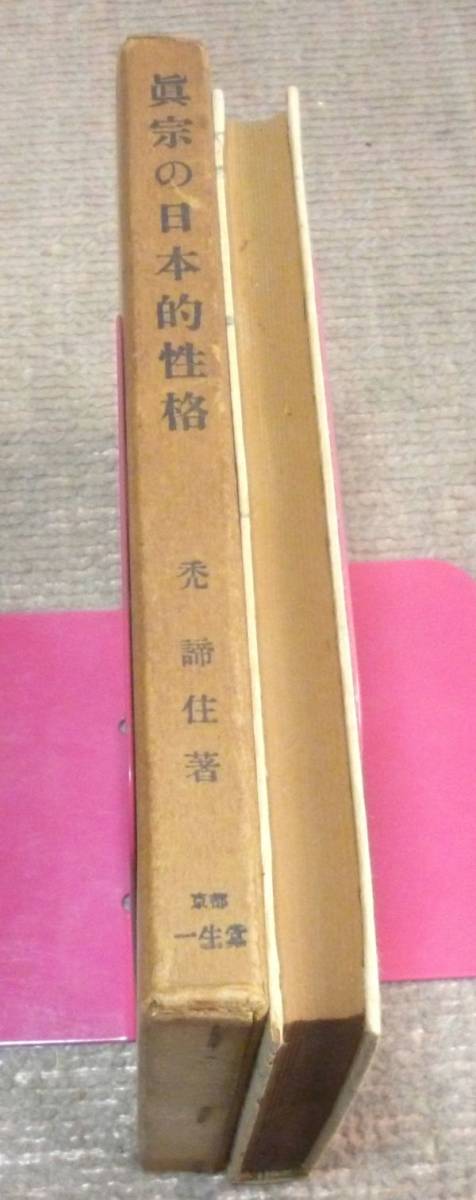 眞宗の日本的性格
禿諦住著
京都
一生堂